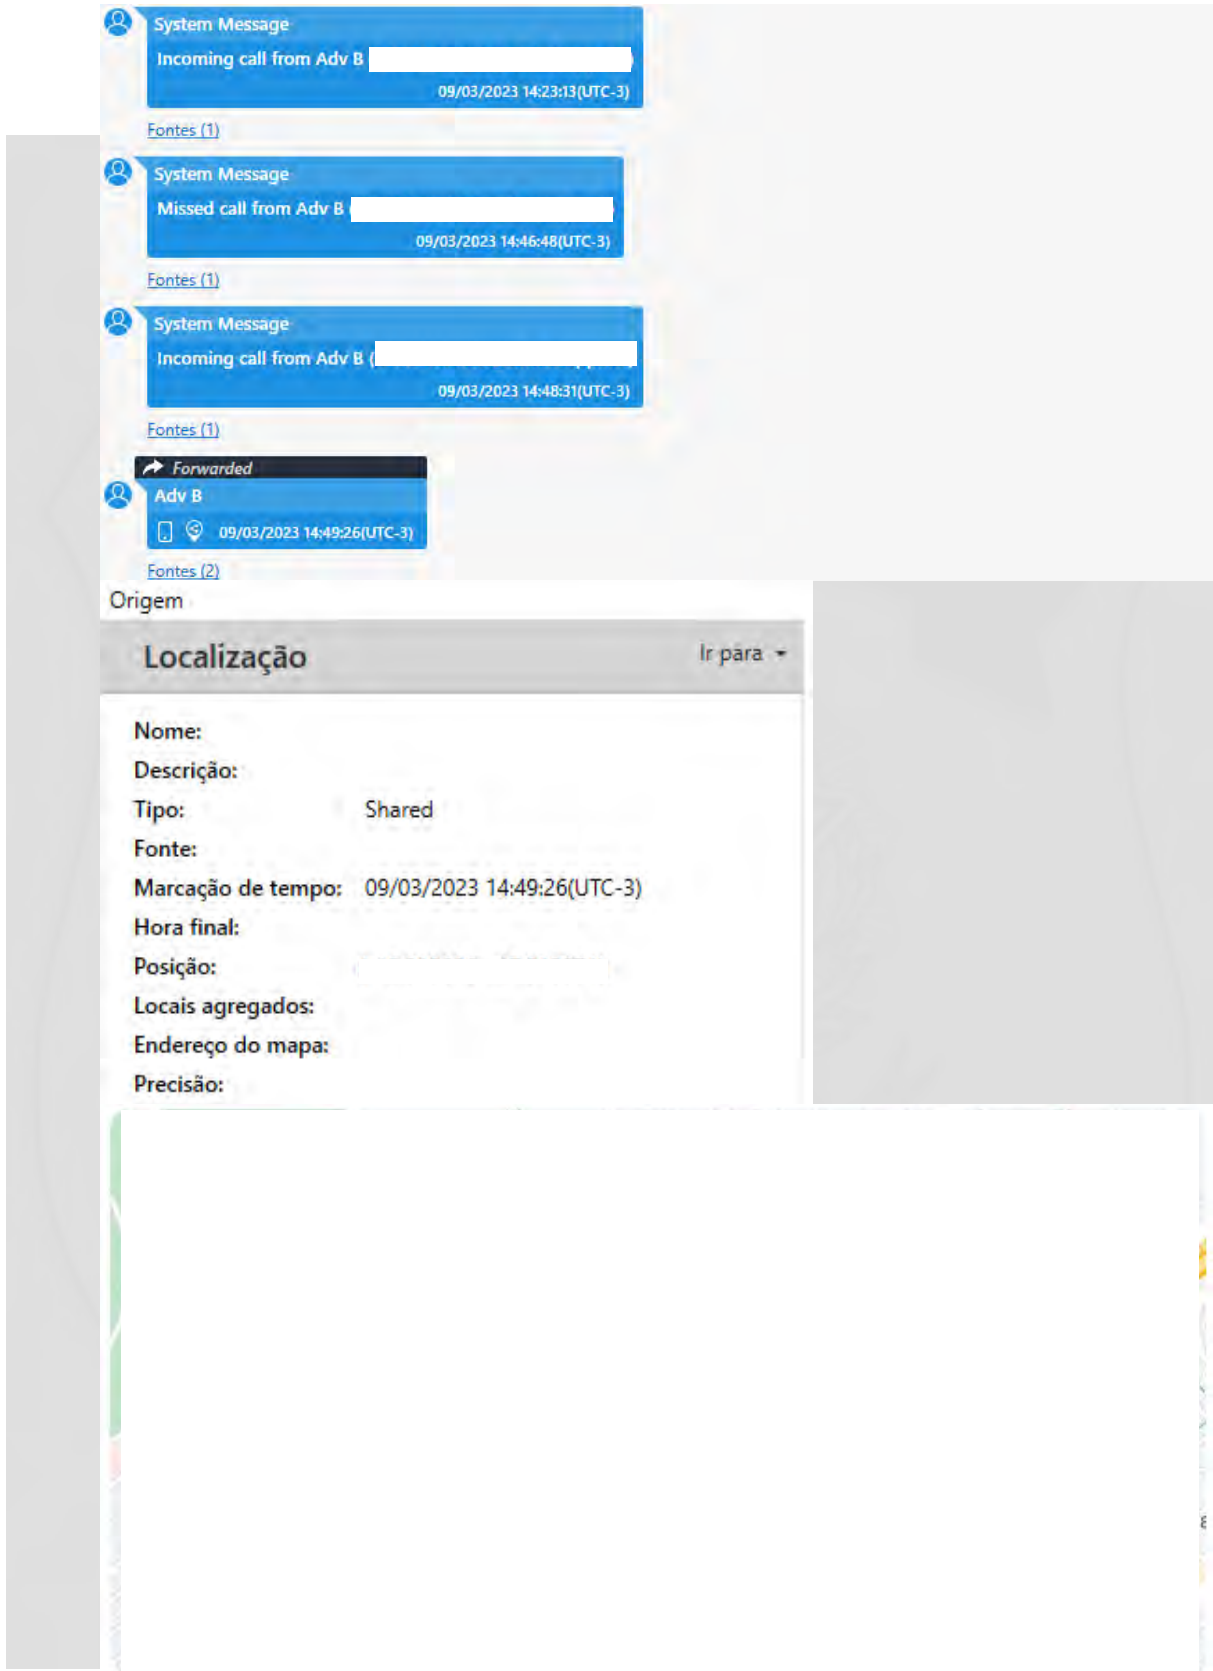 System Message
Incoming call from Adv B
09/03/2023 14:23:13(UTC-3)
Fontes (1)
System Message
Missed call from Adv B (
09/03/2023 14:46:48(UTC-3)
Fontes (1)
System Message
Incoming call from Adv B (
09/03/2023 14:48:31(UTC-3)
Fontes (1)
Forwarded
Adv B
09/03/2023 14:49:26(UTC-3)
Fontes (2)
Origem
Localização Ir para
Nome:
Descrição:
Tipo: Shared
Fonte:
Marcação de tempo: 09/03/2023 14:49:26(UTC-3)
Hora final:
Posição:
Locais agregados:
Endereço do mapa:
Precisão: